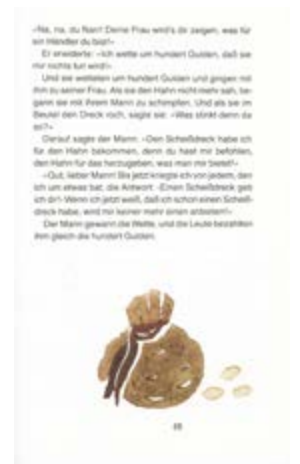 »Na, na, du Narr! Deine Frau wird's dir zeigen, was für
ein Händler du bist!«
Er erwiderte: »Ich wette um hundert Gulden, daß sie
mir nichts tun wird!«
Und sie wetteten um hundert Gulden und gingen mit
ihm zu seiner Frau. Als sie den Hahn nicht mehr sah, be-
gann sie mit ihrem Mann zu schimpfen. Und als sie im
Beutel den Dreck roch, sagte sie: »Was stinkt denn da
so?«
Darauf sagte der Mann: »Den Scheißdreck habe ich
für den Hahn bekommen, denn du hast mir befohlen,
den Hahn für das herzugeben, was man mir bietet!«
»Gut, lieber Mann! Bis jetzt kriegte ich von jedem, den
ich um etwas bat, die Antwort: ›Einen Scheißdreck geb
ich dir!‹ Wenn ich jetzt weiß, daß ich schon einen Scheiß-
dreck habe, wird mir keiner mehr einen anbieten!«
Der Mann gewann die Wette, und die Leute bezahlten
ihm gleich die hundert Gulden.